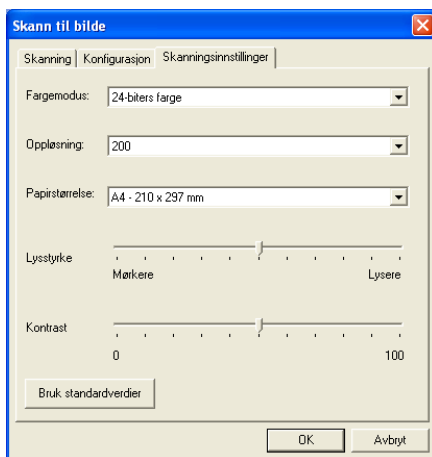 Skann til bilde
Skanning Konfigurasjon Skanningsinnstillinger
Fargemodus: 24-biters farge
Oppløsning: 200
Papirstørrelse: A4 - 210 x 297 mm
Lysstyrke
Mørkere Lysere
Kontrast
0 100
Bruk standardverdier
OK Avbryt